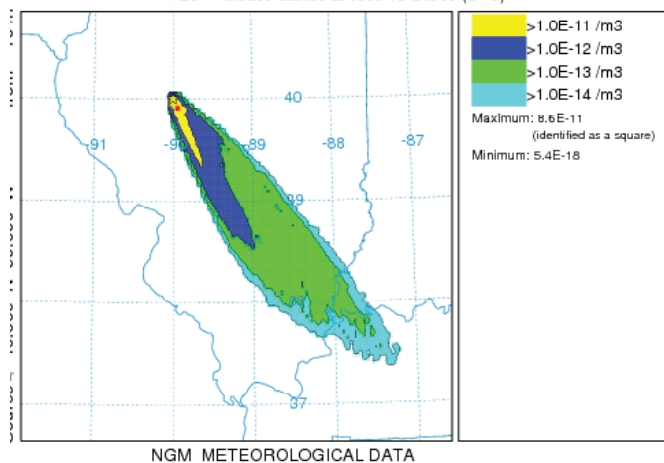 >1.0E-11 /m3
>1.0E-12 /m3
>1.0E-13 /m3
>1.0E-14 /m3
Maximum: 8.6E-11
(identified as a square)
Minimum: 5.4E-18
40
-91
-90
-89
-88
-87
39
37
NGM METEOROLOGICAL DATA